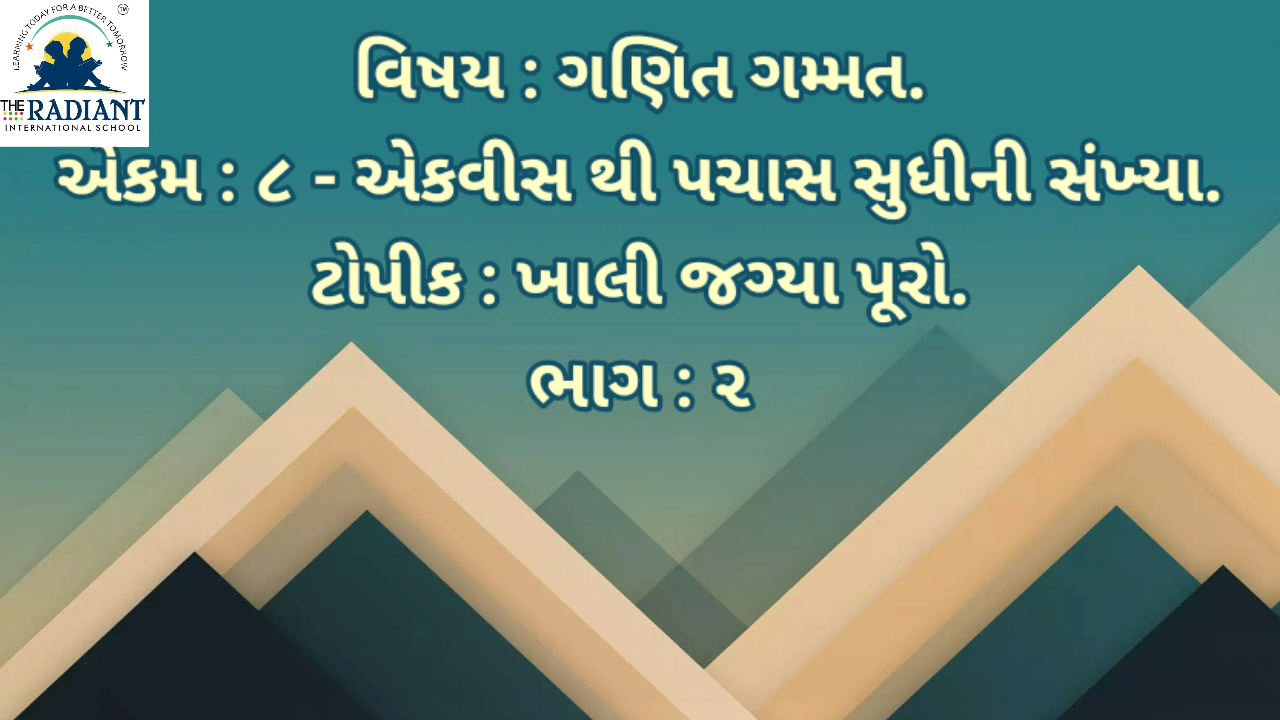 LEARNING TODAY FOR A BETTER TOMORROW
TM
THE RADIANT
INTERNATIONAL SCHOOL
વિષય : ગણિત ગમ્મત.
એકમ : ૮ - એકવીસ થી પચાસ સુધીની સંખ્યા.
ટોપીક : ખાલી જગ્યા પૂરો.
ભાગ : ૨